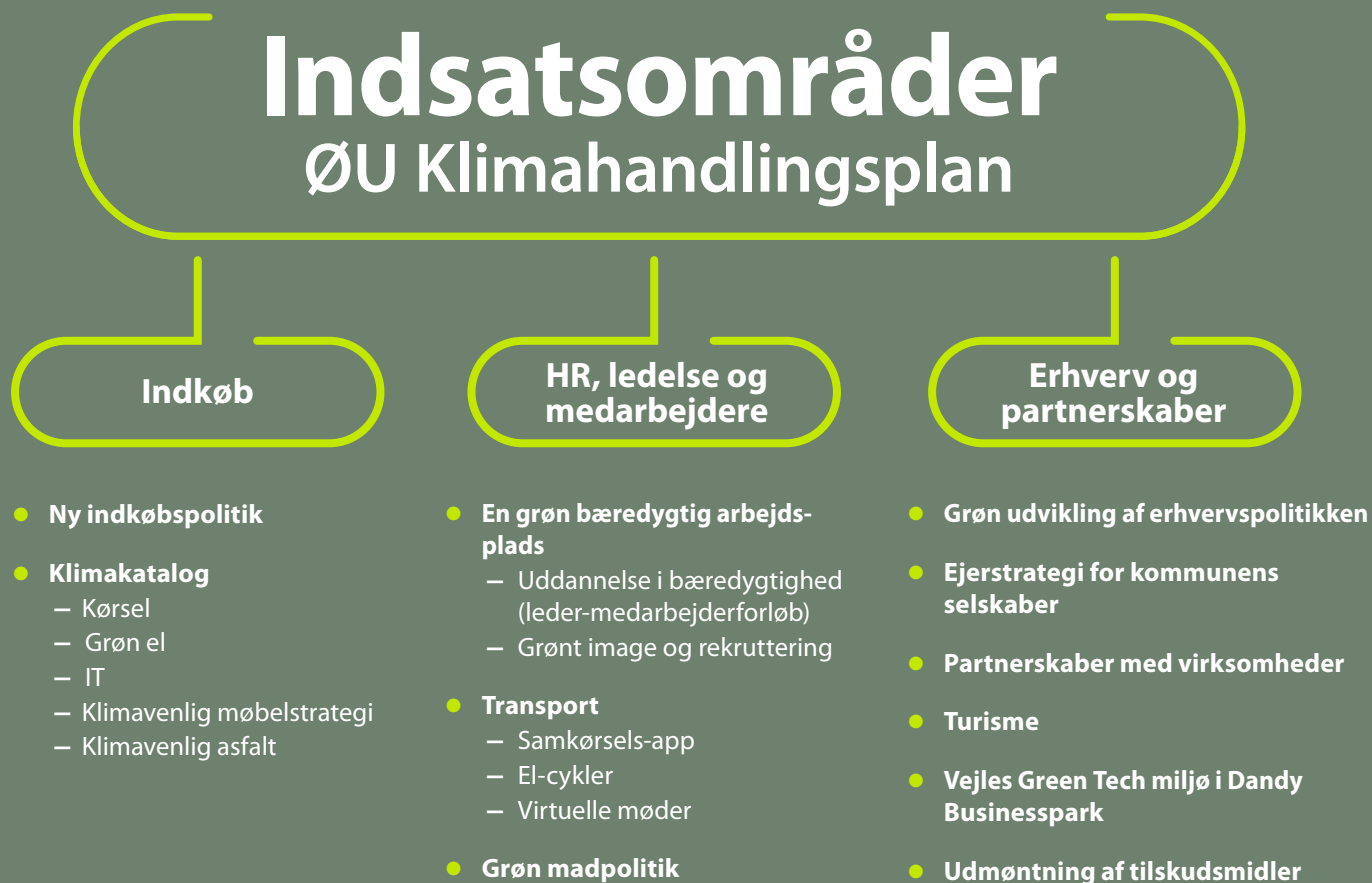 Indsatsområder
ØU Klimahandlingsplan
Indkøb
● Ny indkøbspolitik
● Klimakatalog
– Kørsel
– Grøn el
– IT
– Klimavenlig møbelstrategi
– Klimavenlig asfalt
HR, ledelse og
medarbejdere
● En grøn bæredygtig arbejds-
plads
– Uddannelse i bæredygtighed
(leder-medarbejderforløb)
– Grønt image og rekruttering
● Transport
– Samkørsels-app
– El-cykler
– Virtuelle møder
● Grøn madpolitik
Erhverv og
partnerskaber
● Grøn udvikling af erhvervspolitikken
● Ejerstrategi for kommunens
selskaber
● Partnerskaber med virksomheder
● Turisme
● Vejles Green Tech miljø i Dandy
Businesspark
● Udmøntning af tilskudsmidler